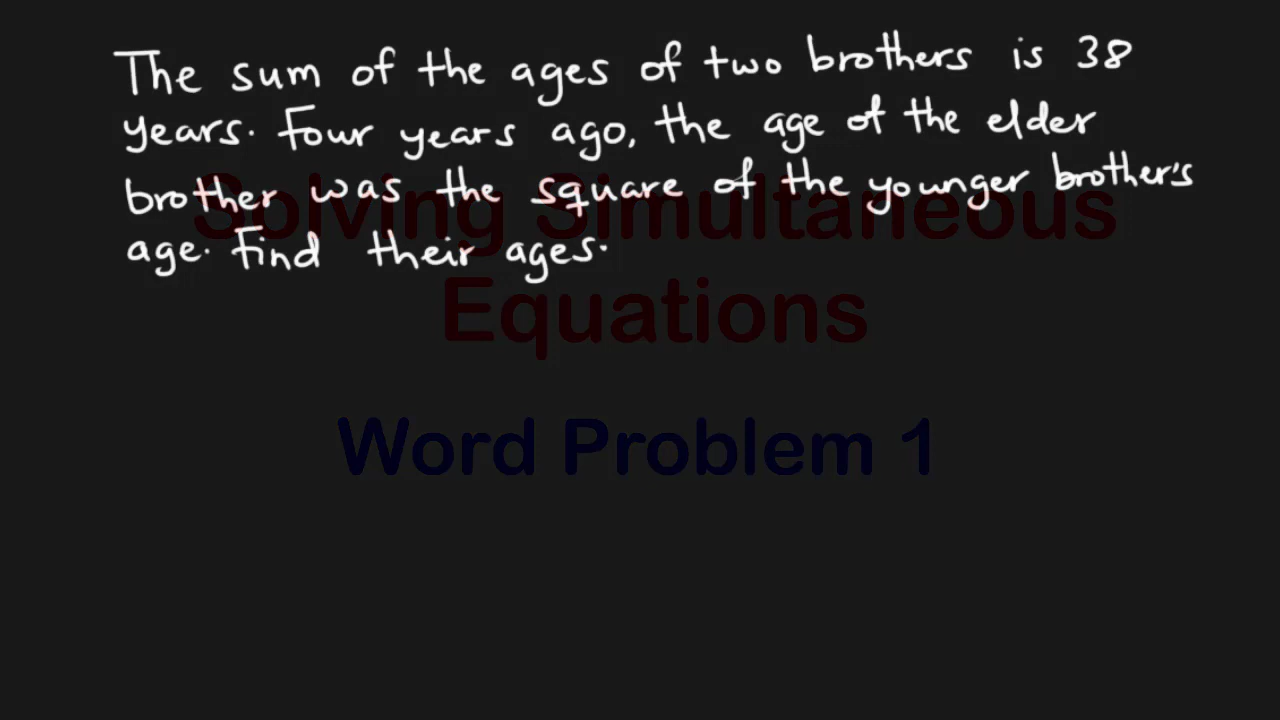 The sum of the ages of two brothers is 38
years. Four years ago, the age of the elder
brother was the square of the younger brother's
age. Find their ages.
Solving Simultaneous
Equations
Word Problem 1